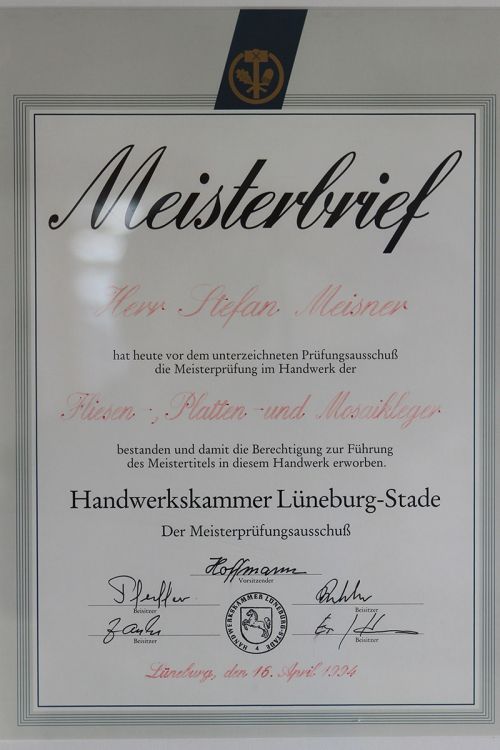 Meisterbrief
Herr Stefan Meisner
hat heute vor dem unterzeichneten Prüfungsausschuß
die Meisterprüfung im Handwerk der
Fliesen-, Platten- und Mosaikleger
bestanden und damit die Berechtigung zur Führung
des Meistertitels in diesem Handwerk erworben.
Handwerkskammer Lüneburg-Stade
Der Meisterprüfungsausschuß
Hoffmann
Vorsitzender
Pfeiffer
Beisitzer
Beisitzer
HANDWERKSKAMMER LÜNEBURG-STADE
4
Beisitzer
Beisitzer
Lüneburg, den 16. April 1994